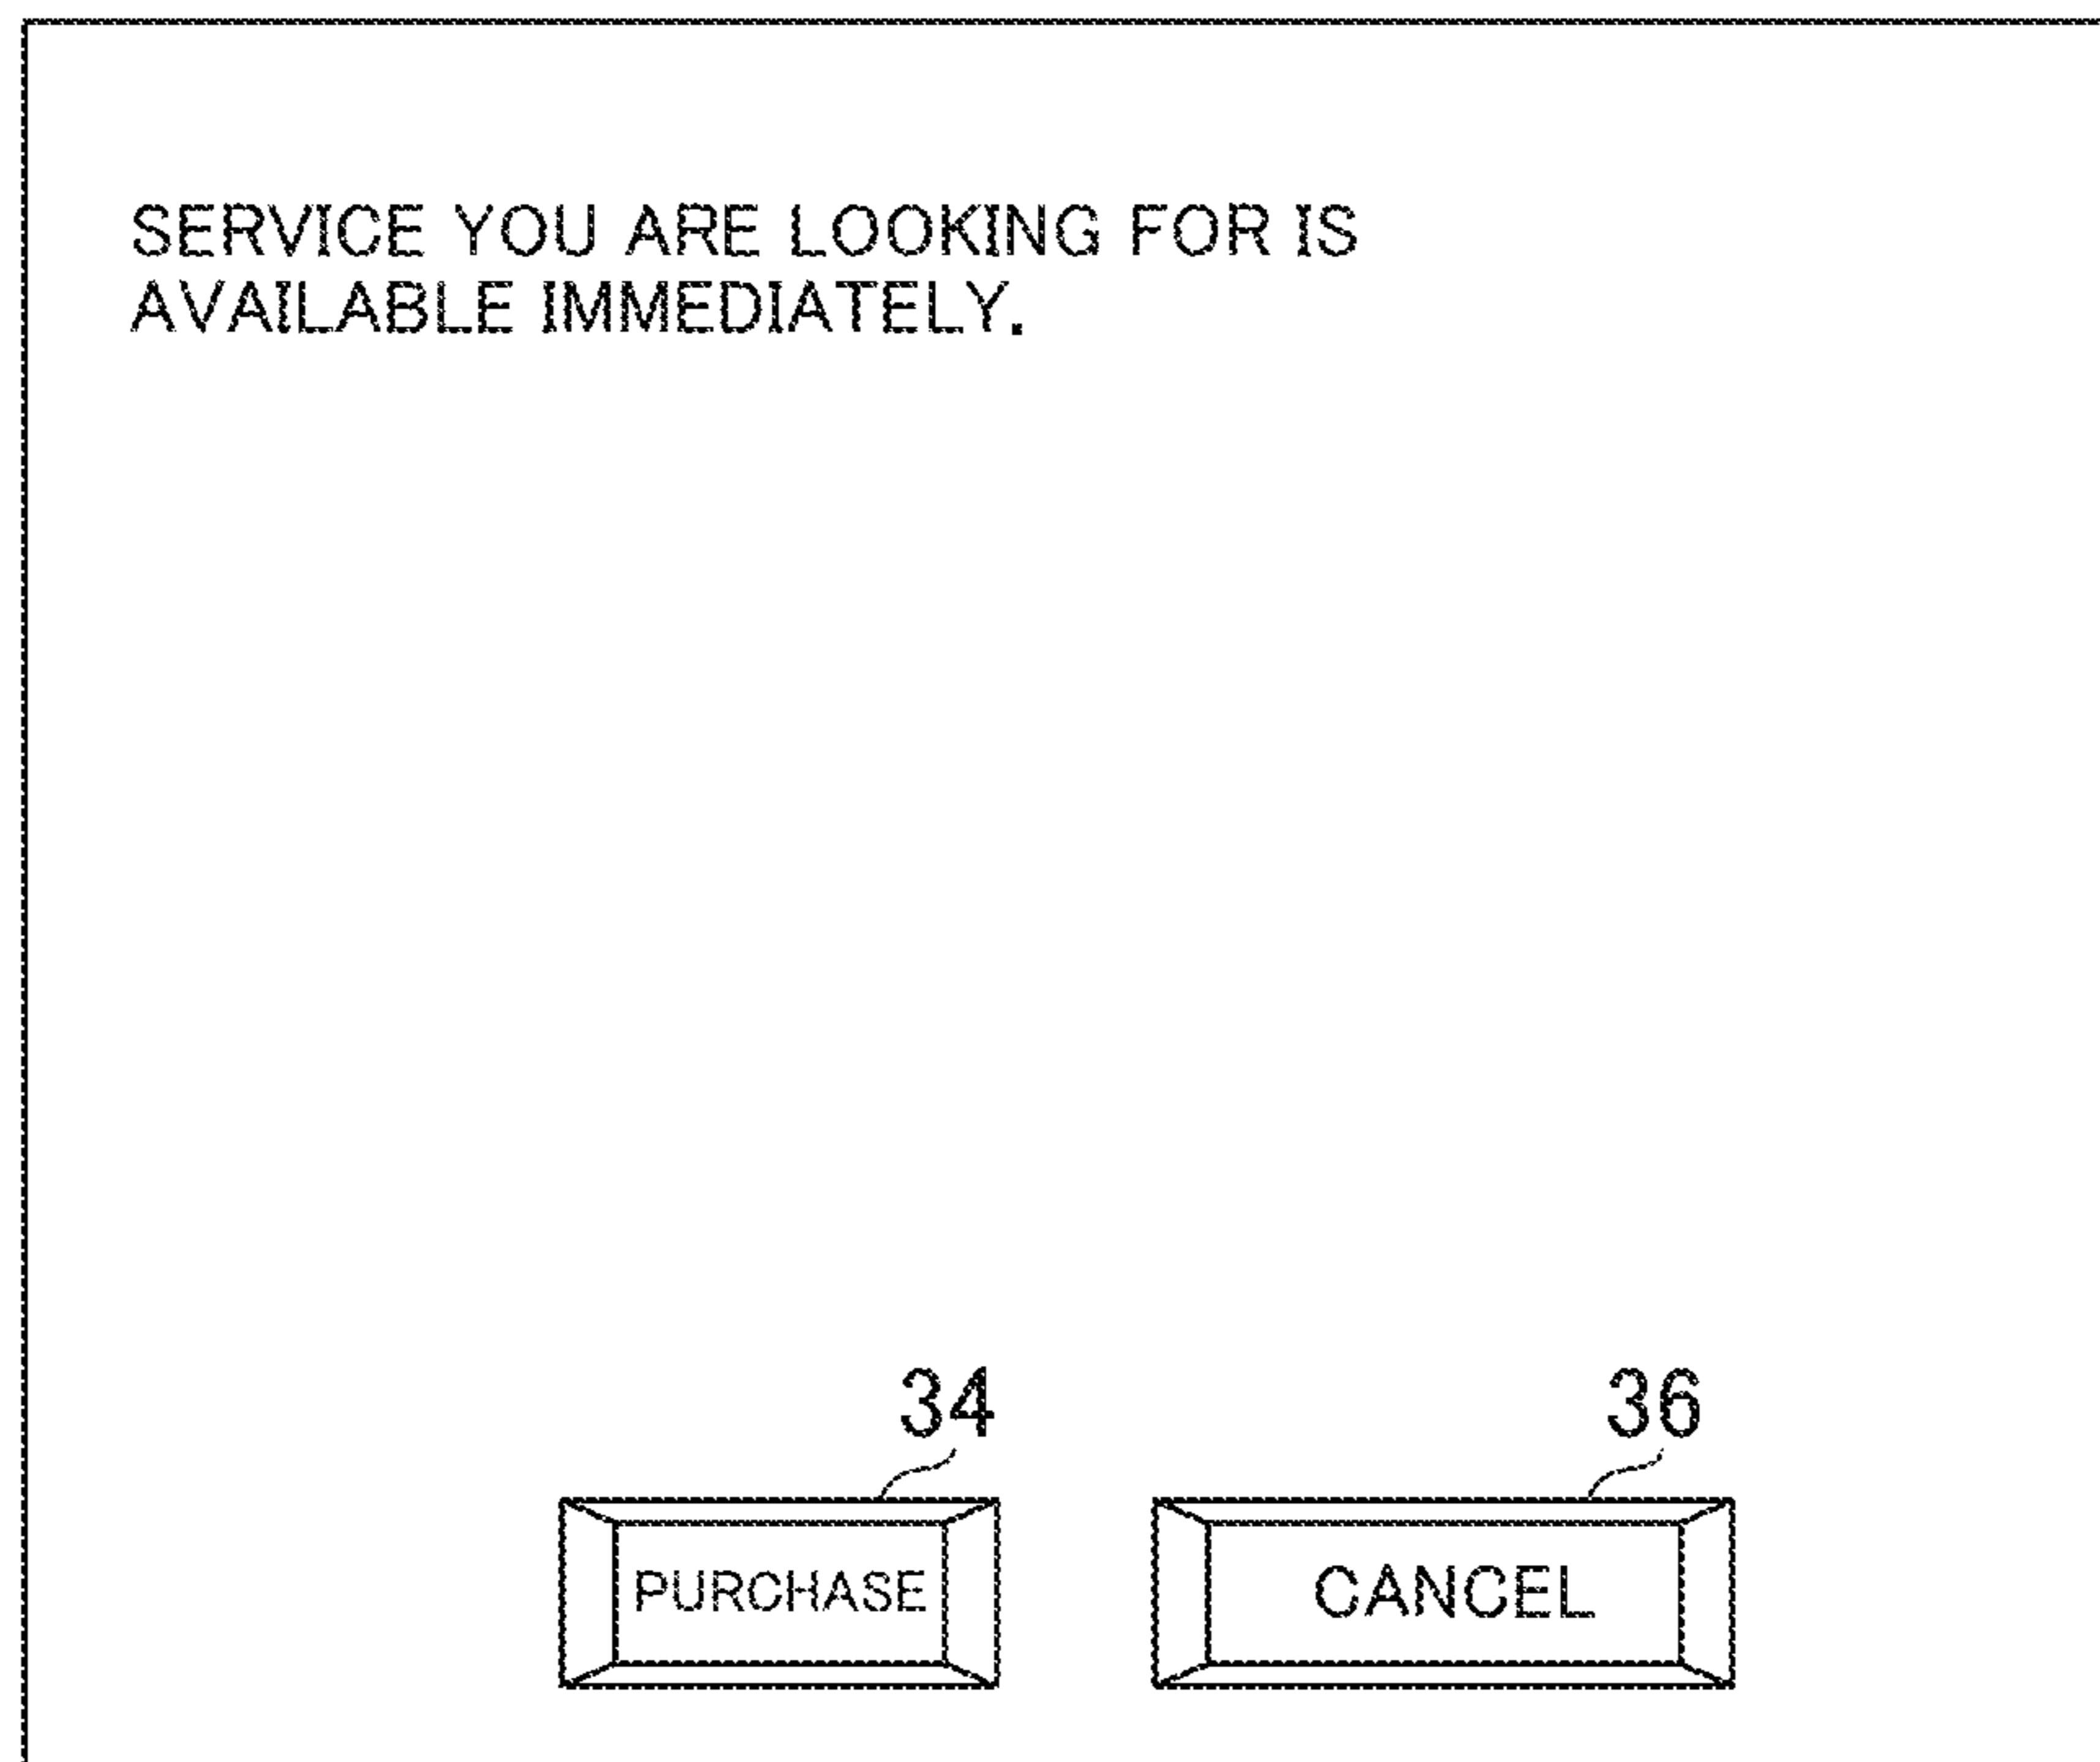 SERVICE YOU ARE LOOKING FOR IS
AVAILABLE IMMEDIATELY.
34 36
PURCHASE CANCEL